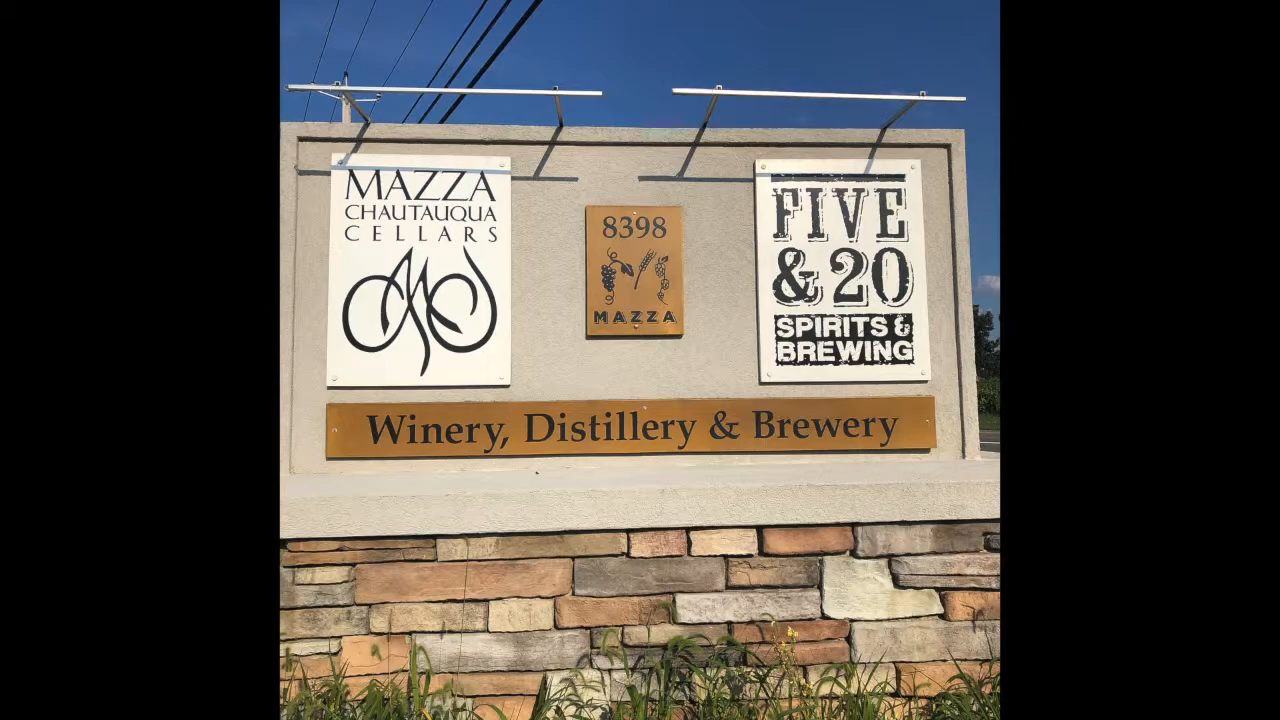 MAZZA
CHAUTAUQUA
CELLARS
8398
MAZZA
FIVE
& 20
SPIRITS &
BREWING
Winery, Distillery & Brewery